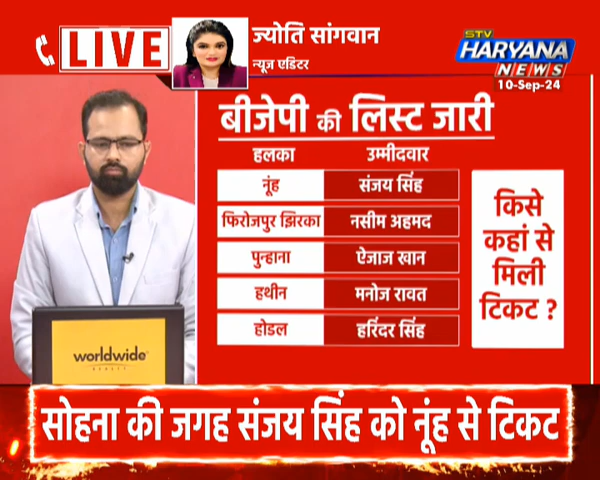 LIVE
ज्योति सांगवान
न्यूज एडिटर
STV
HARYANA
NEWS
10-Sep-24
बीजेपी की लिस्ट जारी
हलका उम्मीदवार
नूंह संजय सिंह
फिरोजपुर झिरका नसीम अहमद
पुन्हाना ऐजाज खान
हथीन मनोज रावत
होडल हरिंदर सिंह
किसे
कहां से
मिली
टिकट ?
worldwide
REALTY
सोहना की जगह संजय सिंह को नूंह से टिकट